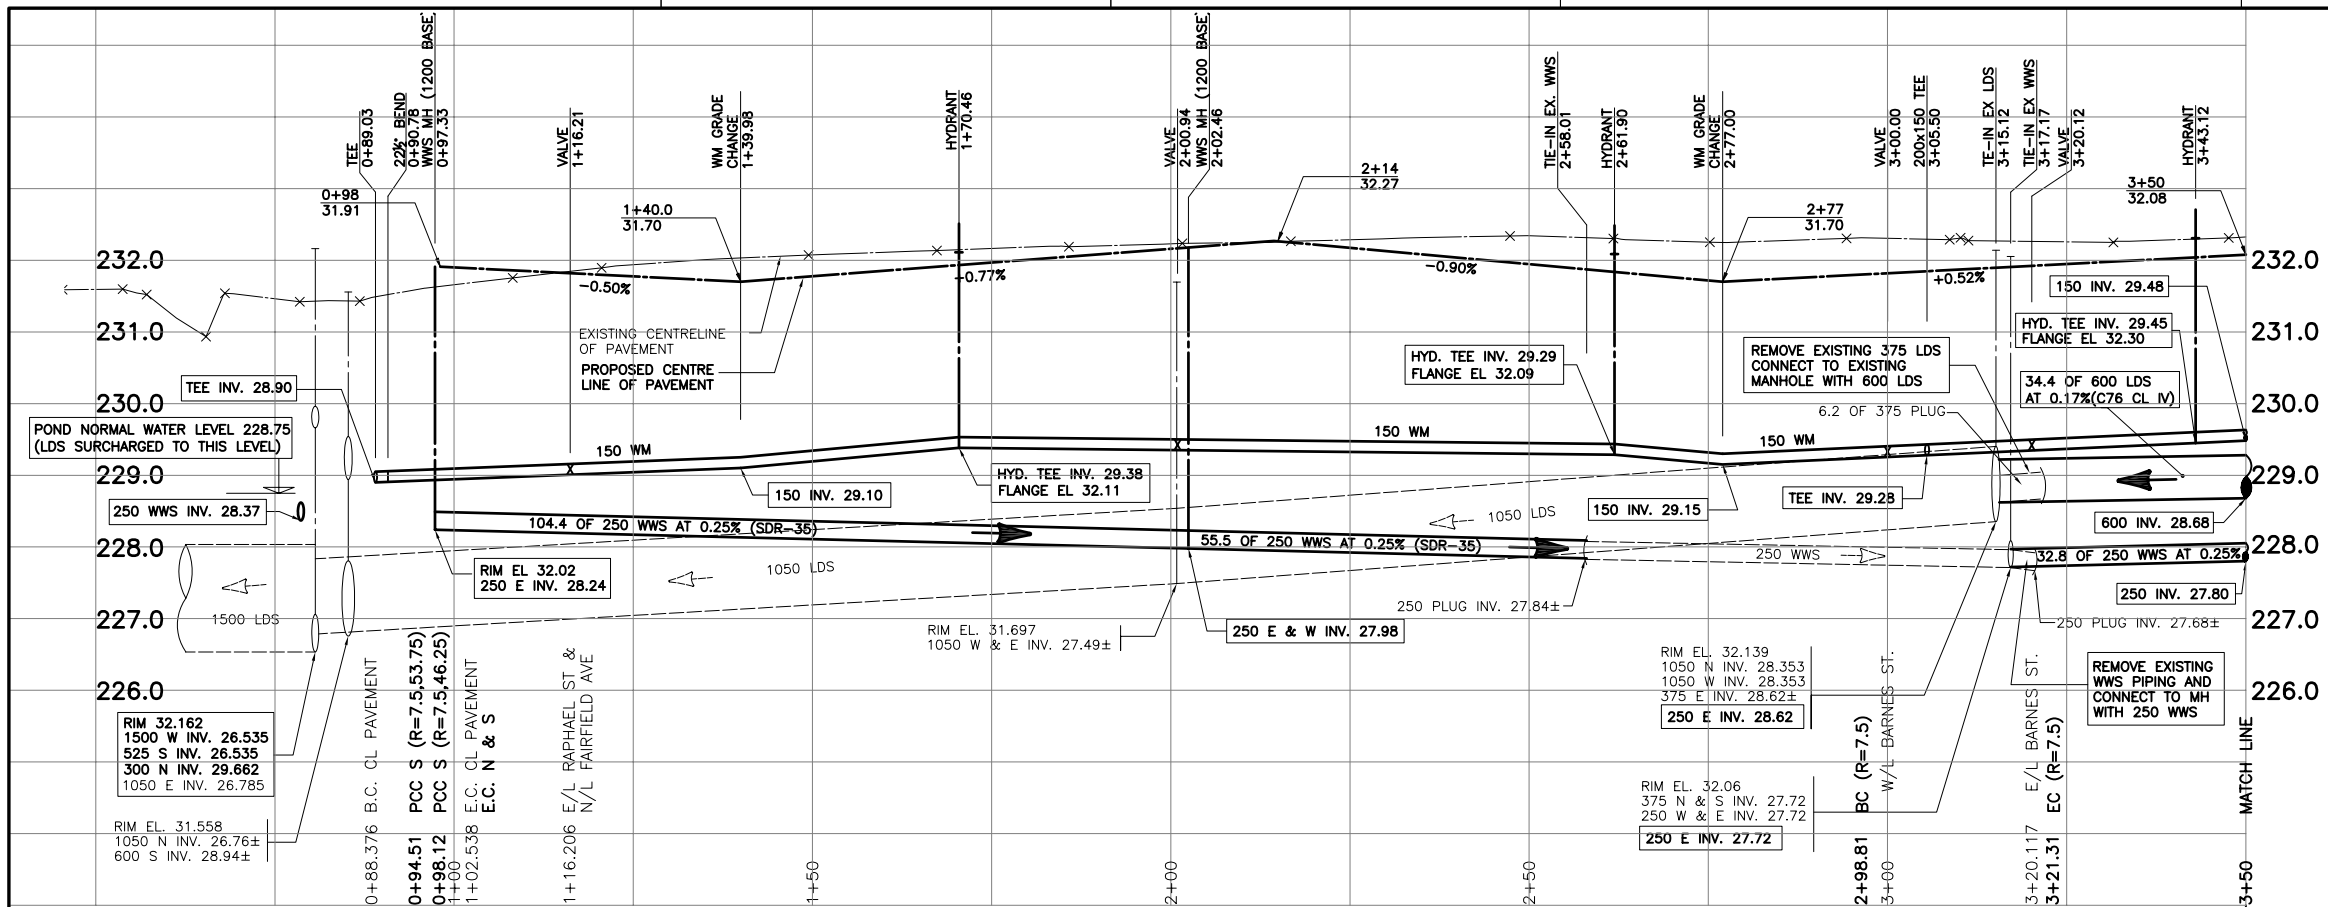 TEE
0+89.03
22½° BEND
0+90.78
WWS MH (1200 BASE)
0+97.33
VALVE
1+16.21
WM GRADE
CHANGE
1+39.98
HYDRANT
1+70.46
VALVE
2+00.94
WWS MH (1200 BASE)
2+02.46
TIE-IN EX. WWS
2+58.01
HYDRANT
2+61.90
WM GRADE
CHANGE
2+77.00
VALVE
3+00.00
200x150 TEE
3+05.50
TE-IN EX LDS
3+15.12
TIE-IN EX WWS
3+17.17
VALVE
3+20.12
HYDRANT
3+43.12
0+98
31.91
1+40.0
31.70
2+14
32.27
2+77
31.70
3+50
32.08
232.0
231.0
230.0
229.0
228.0
227.0
226.0
232.0
231.0
230.0
229.0
228.0
227.0
226.0
-0.50%
+0.77%
-0.90%
+0.52%
EXISTING CENTRELINE
OF PAVEMENT
PROPOSED CENTRE
LINE OF PAVEMENT
TEE INV. 28.90
POND NORMAL WATER LEVEL 228.75
(LDS SURCHARGED TO THIS LEVEL)
250 WWS INV. 28.37
150 WM
150 WM
150 WM
150 INV. 29.10
HYD. TEE INV. 29.38
FLANGE EL 32.11
HYD. TEE INV. 29.29
FLANGE EL 32.09
150 INV. 29.15
REMOVE EXISTING 375 LDS
CONNECT TO EXISTING
MANHOLE WITH 600 LDS
6.2 OF 375 PLUG
150 INV. 29.48
HYD. TEE INV. 29.45
FLANGE EL 32.30
34.4 OF 600 LDS
AT 0.17%(C76 CL IV)
TEE INV. 29.28
600 INV. 28.68
104.4 OF 250 WWS AT 0.25% (SDR-35)
55.5 OF 250 WWS AT 0.25% (SDR-35)
32.8 OF 250 WWS AT 0.25%
1050 LDS
1050 LDS
250 WWS
1500 LDS
RIM EL 32.02
250 E INV. 28.24
250 PLUG INV. 27.84±
250 INV. 27.80
250 PLUG INV. 27.68±
RIM EL. 31.697
1050 W & E INV. 27.49±
250 E & W INV. 27.98
RIM EL. 32.139
1050 N INV. 28.353
1050 W INV. 28.353
375 E INV. 28.62±
250 E INV. 28.62
REMOVE EXISTING
WWS PIPING AND
CONNECT TO MH
WITH 250 WWS
RIM 32.162
1500 W INV. 26.535
525 S INV. 26.535
300 N INV. 29.662
1050 E INV. 26.785
RIM EL. 31.558
1050 N INV. 26.76±
600 S INV. 28.94±
RIM EL. 32.06
375 N & S INV. 27.72
250 W & E INV. 27.72
250 E INV. 27.72
0+88.376 B.C. CL PAVEMENT
0+94.51 PCC S (R=7.5,53.75)
0+98.12 PCC S (R=7.5,46.25)
1+00
1+02.538 E.C. CL PAVEMENT
E.C. N & S
1+16.206 E/L RAPHAEL ST &
N/L FAIRFIELD AVE
1+50
2+00
2+50
2+98.81 BC (R=7.5)
3+00 W/L BARNES ST.
3+20.117 E/L BARNES ST.
3+21.31 EC (R=7.5)
3+50 MATCH LINE